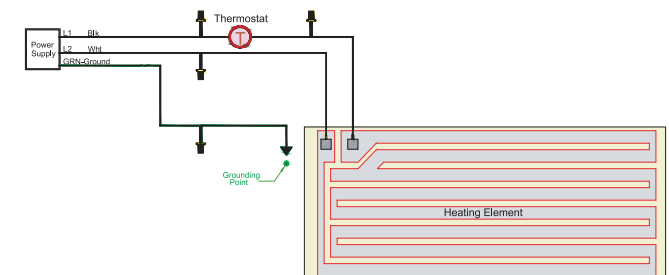 Thermostat
L1 Blk
Power
Supply
L2 Wht
GRN-Ground
Grounding
Point
Heating Element
T